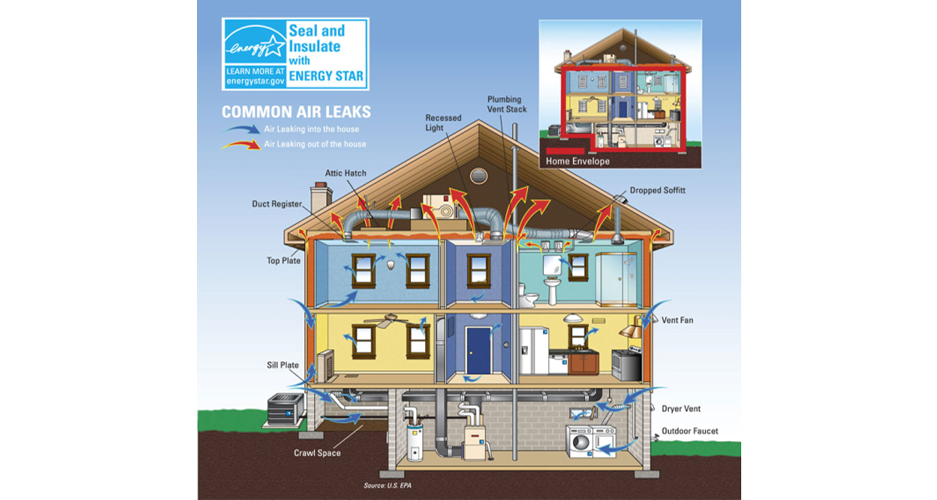 Seal and
Insulate
with
ENERGY STAR
energy
LEARN MORE AT
energystar.gov
COMMON AIR LEAKS
Air Leaking into the house
Air Leaking out of the house
Plumbing
Vent Stack
Recessed
Light
Home Envelope
Attic Hatch
Dropped Soffitt
Duct Register
Top Plate
Vent Fan
Sill Plate
Dryer Vent
Outdoor Faucet
Crawl Space
Source: U.S. EPA